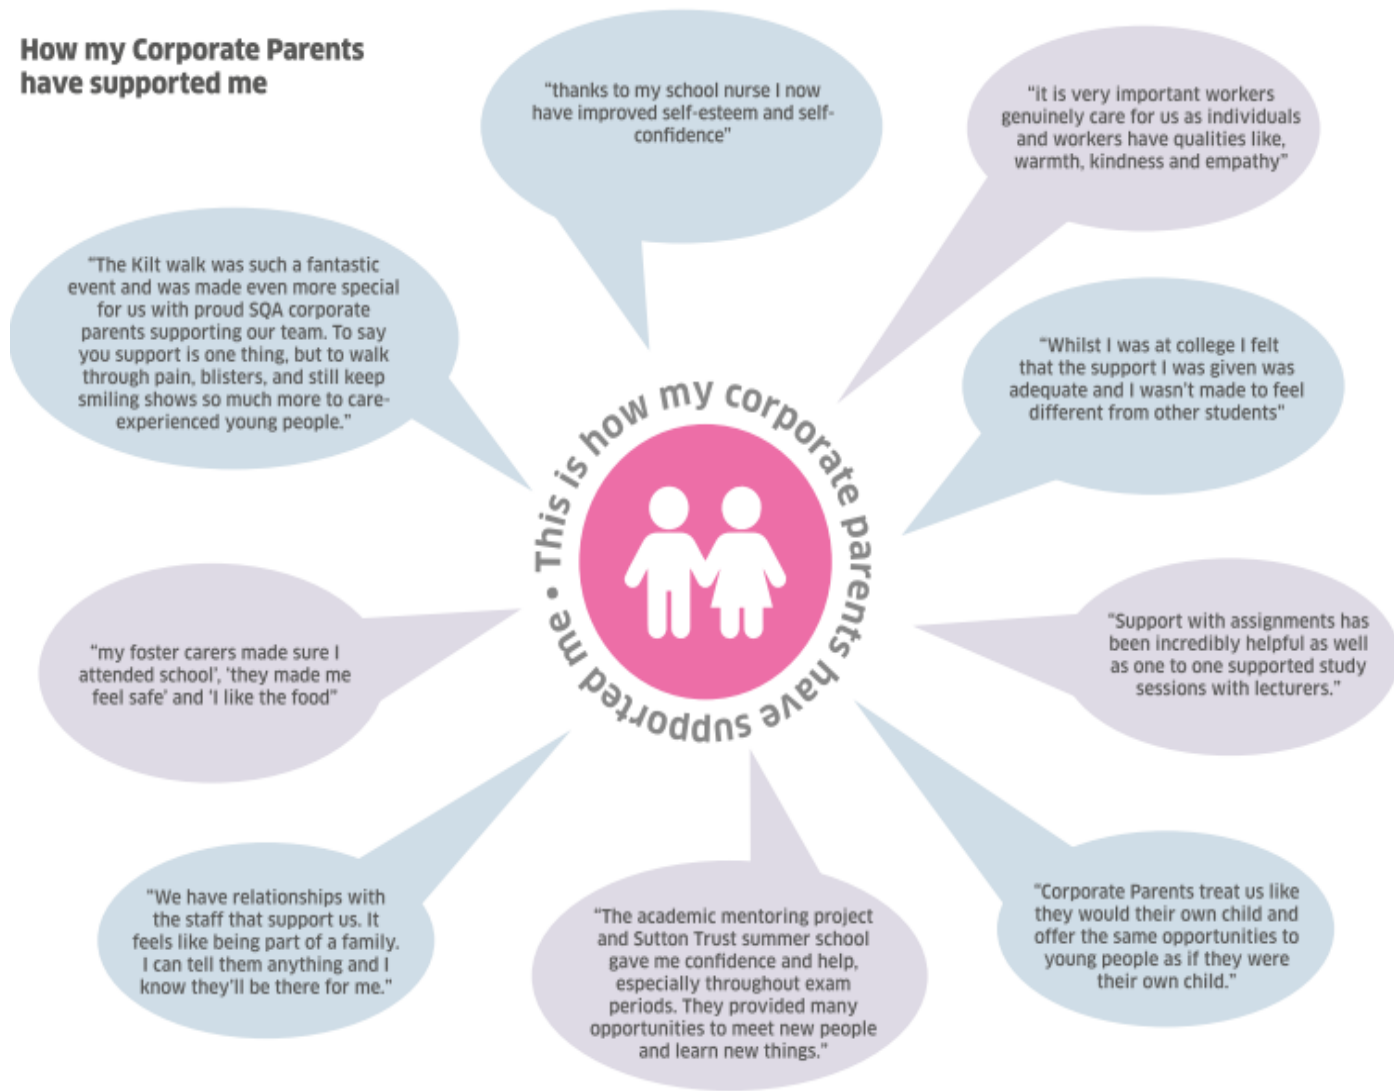 How my Corporate Parents
have supported me
“thanks to my school nurse I now
have improved self-esteem and self-
confidence”
“it is very important workers
genuinely care for us as individuals
and workers have qualities like,
warmth, kindness and empathy”
“The Kilt walk was such a fantastic
event and was made even more special
for us with proud SQA corporate
parents supporting our team. To say
you support is one thing, but to walk
through pain, blisters, and still keep
smiling shows so much more to care-
experienced young people.”
“Whilst I was at college I felt
that the support I was given was
adequate and I wasn't made to feel
different from other students”
• This is how my corporate parents have supported me
“my foster carers made sure I
attended school’, ‘they made me
feel safe’ and ‘I like the food”
“Support with assignments has
been incredibly helpful as well
as one to one supported study
sessions with lecturers.”
“We have relationships with
the staff that support us. It
feels like being part of a family.
I can tell them anything and I
know they’ll be there for me.”
“The academic mentoring project
and Sutton Trust summer school
gave me confidence and help,
especially throughout exam
periods. They provided many
opportunities to meet new people
and learn new things.”
“Corporate Parents treat us like
they would their own child and
offer the same opportunities to
young people as if they were
their own child.”